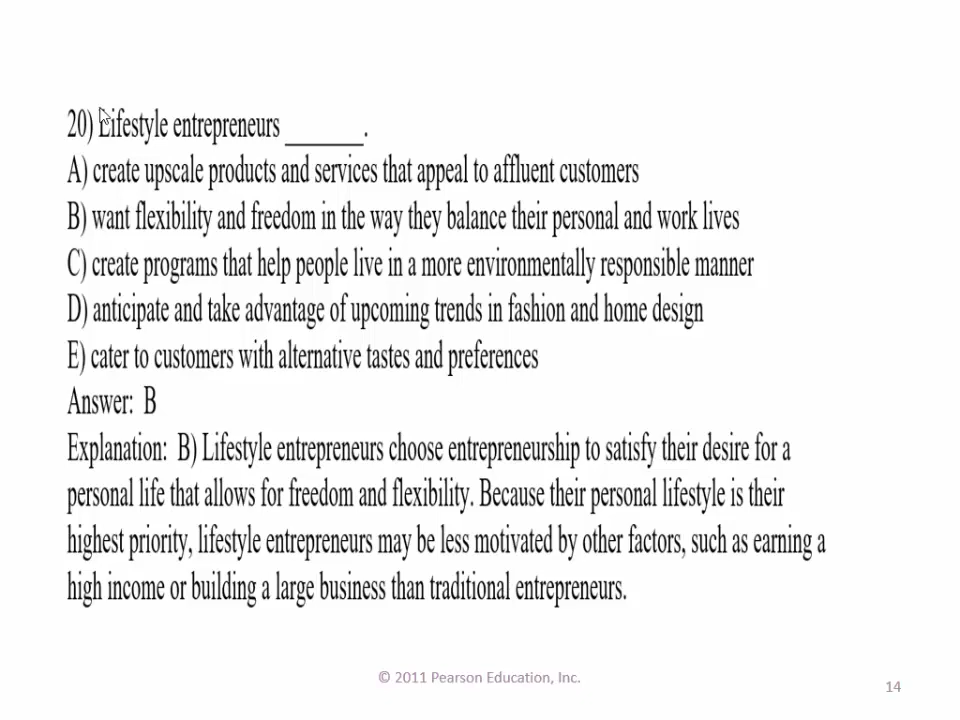 20) Lifestyle entrepreneurs ______.
A) create upscale products and services that appeal to affluent customers
B) want flexibility and freedom in the way they balance their personal and work lives
C) create programs that help people live in a more environmentally responsible manner
D) anticipate and take advantage of upcoming trends in fashion and home design
E) cater to customers with alternative tastes and preferences
Answer: B
Explanation: B) Lifestyle entrepreneurs choose entrepreneurship to satisfy their desire for a
personal life that allows for freedom and flexibility. Because their personal lifestyle is their
highest priority, lifestyle entrepreneurs may be less motivated by other factors, such as earning a
high income or building a large business than traditional entrepreneurs.
© 2011 Pearson Education, Inc.
14